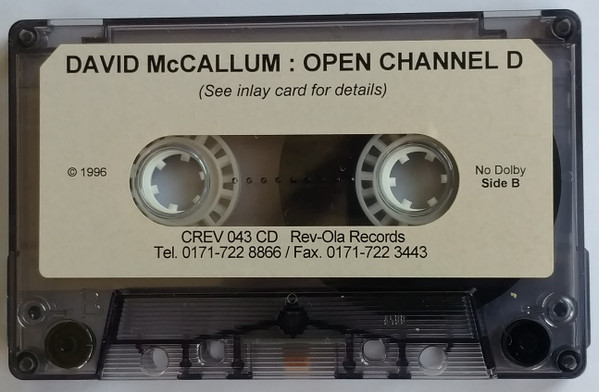 DAVID McCALLUM : OPEN CHANNEL D
(See inlay card for details)
© 1996
No Dolby
Side B
CREV 043 CD Rev-Ola Records
Tel. 0171-722 8866 / Fax. 0171-722 3443